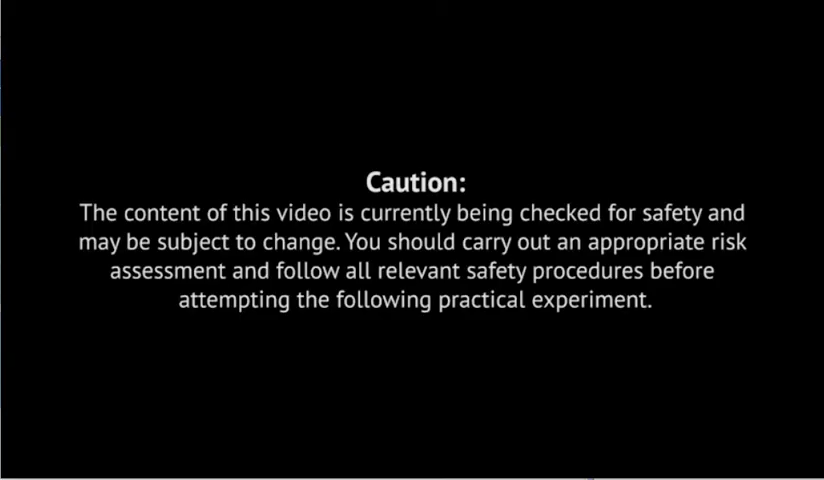 Caution:
The content of this video is currently being checked for safety and
may be subject to change. You should carry out an appropriate risk
assessment and follow all relevant safety procedures before
attempting the following practical experiment.